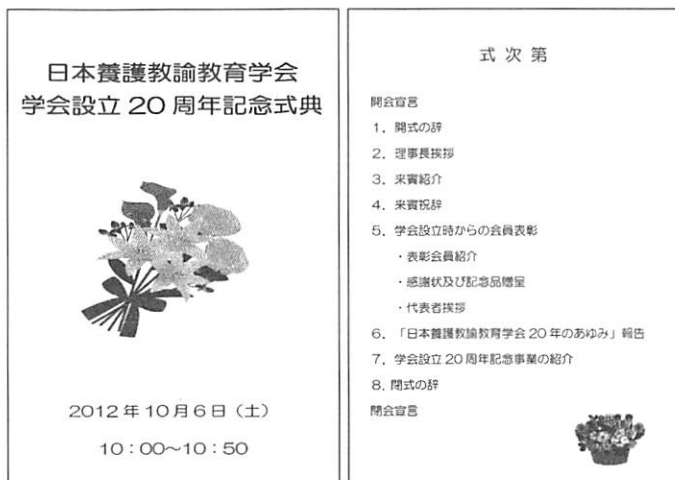 日本養護教諭教育学会
学会設立20周年記念式典
2012年10月6日（土）
10：00～10：50
式次第
開会宣言
1．開式の辞
2．理事長挨拶
3．来賓紹介
4．来賓祝辞
5．学会設立時からの会員表彰
・表彰会員紹介
・感謝状及び記念品贈呈
・代表者挨拶
6．「日本養護教諭教育学会20年のあゆみ」報告
7．学会設立20周年記念事業の紹介
8．閉式の辞
閉会宣言